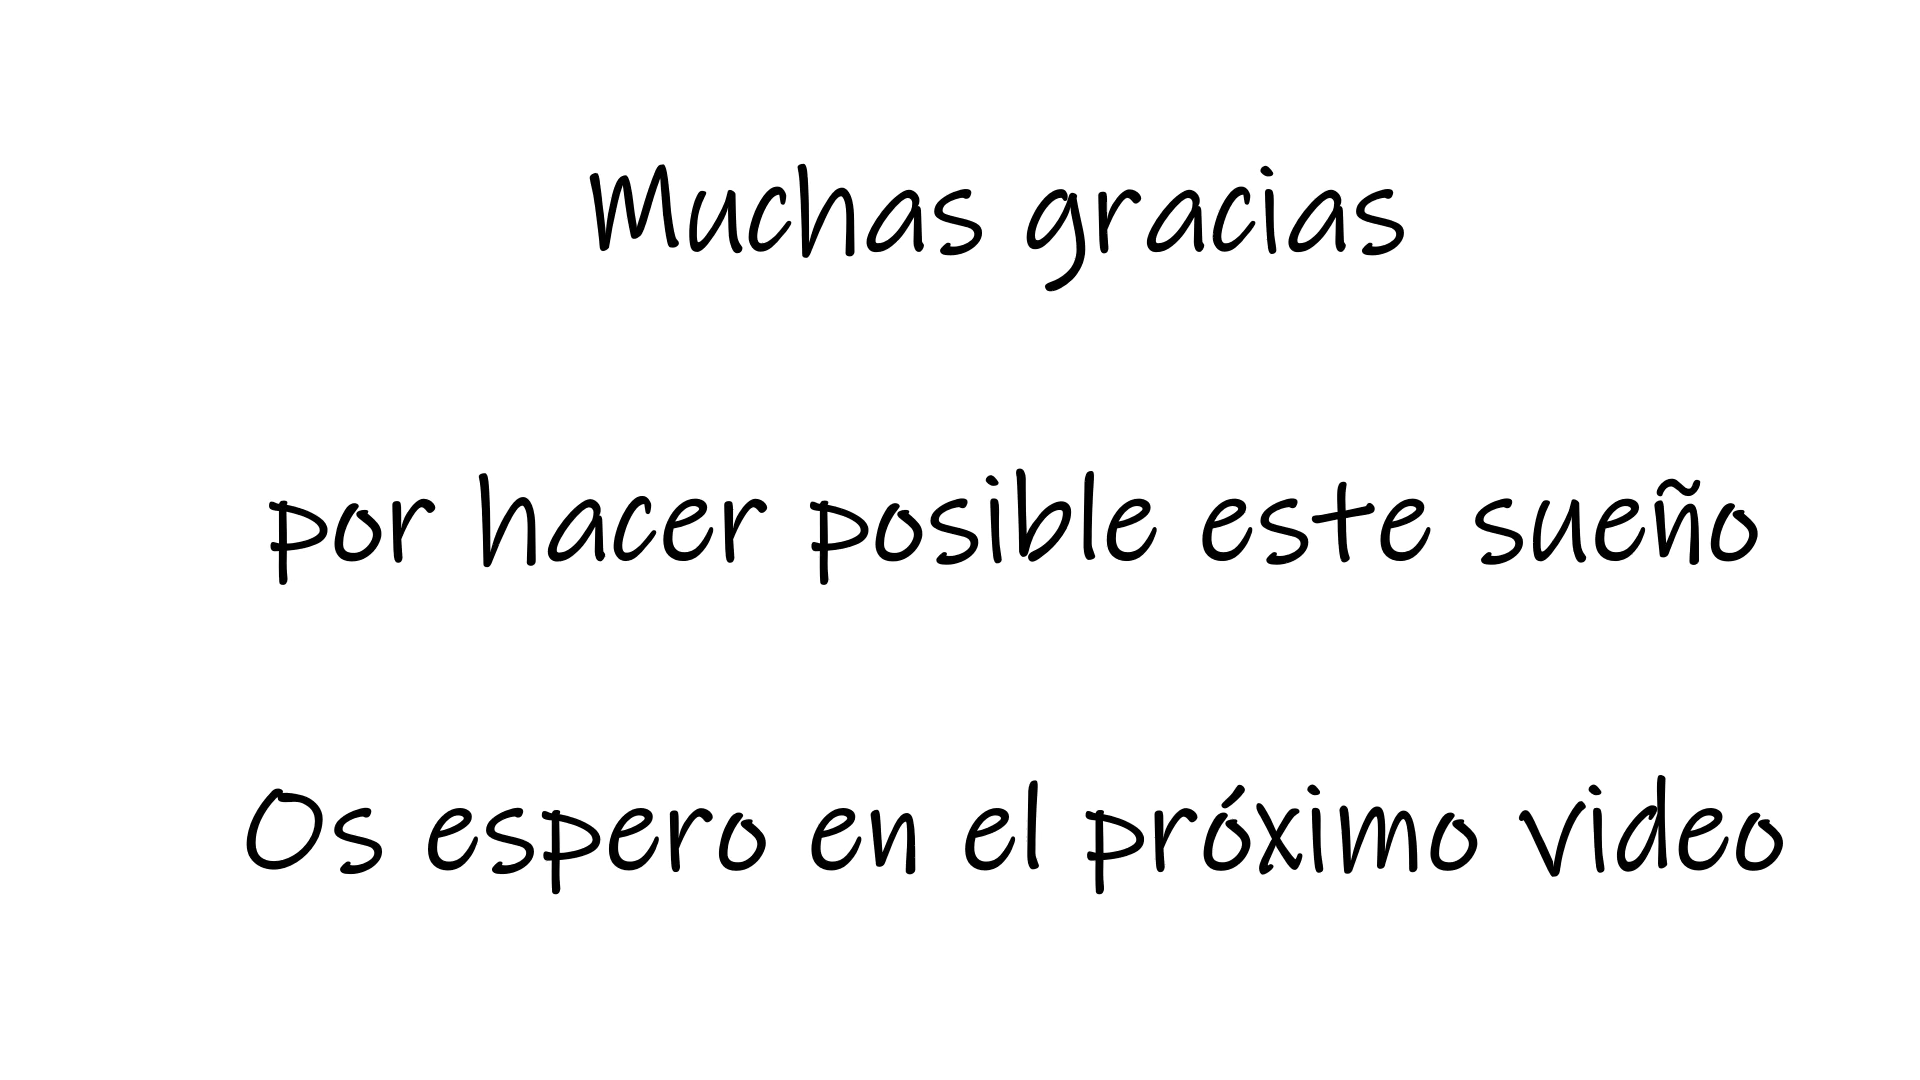 Muchas gracias
por hacer posible este sueño
Os espero en el próximo video